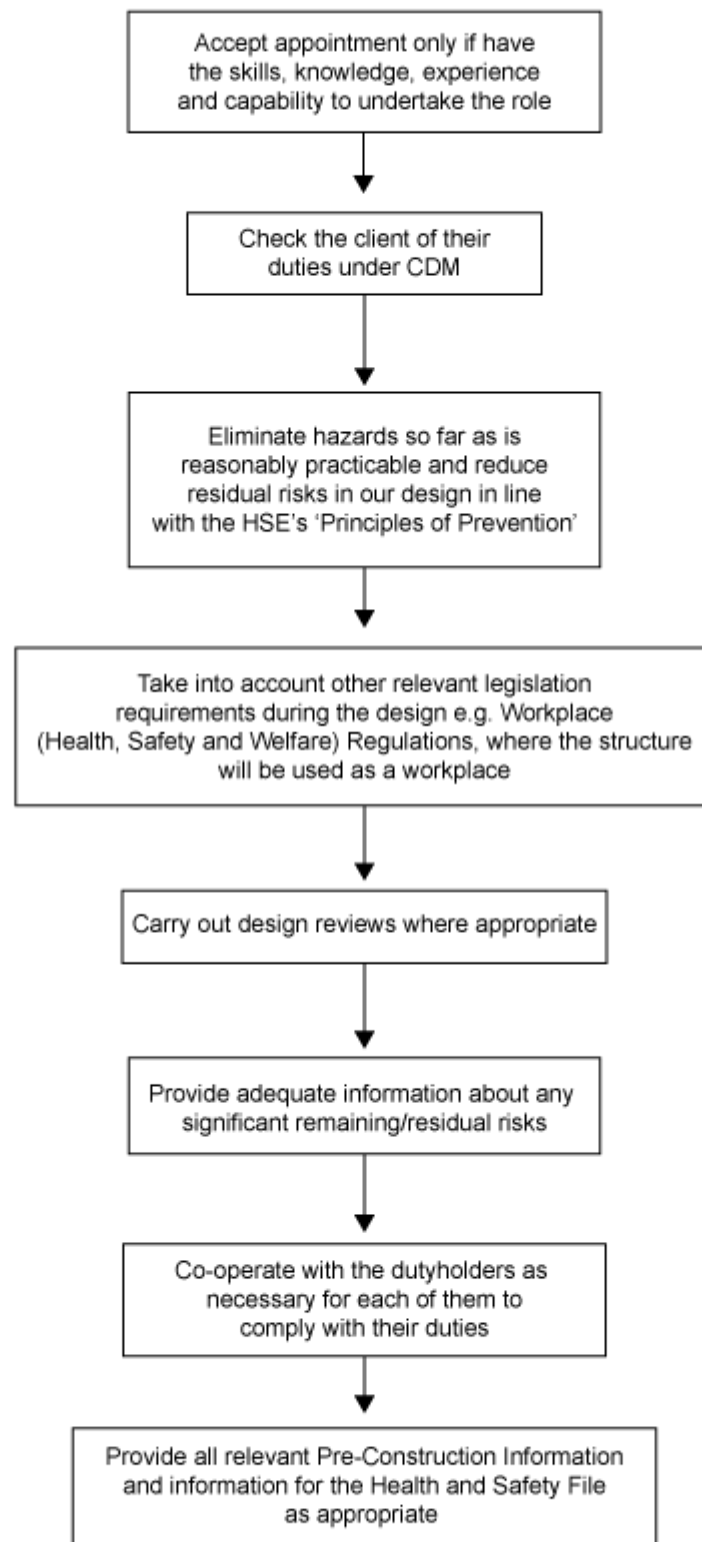 Accept appointment only if have
the skills, knowledge, experience
and capability to undertake the role
Check the client of their
duties under CDM
Eliminate hazards so far as is
reasonably practicable and reduce
residual risks in our design in line
with the HSE's ‘Principles of Prevention’
Take into account other relevant legislation
requirements during the design e.g. Workplace
(Health, Safety and Welfare) Regulations, where the structure
will be used as a workplace
Carry out design reviews where appropriate
Provide adequate information about any
significant remaining/residual risks
Co-operate with the dutyholders as
necessary for each of them to
comply with their duties
Provide all relevant Pre-Construction Information
and information for the Health and Safety File
as appropriate